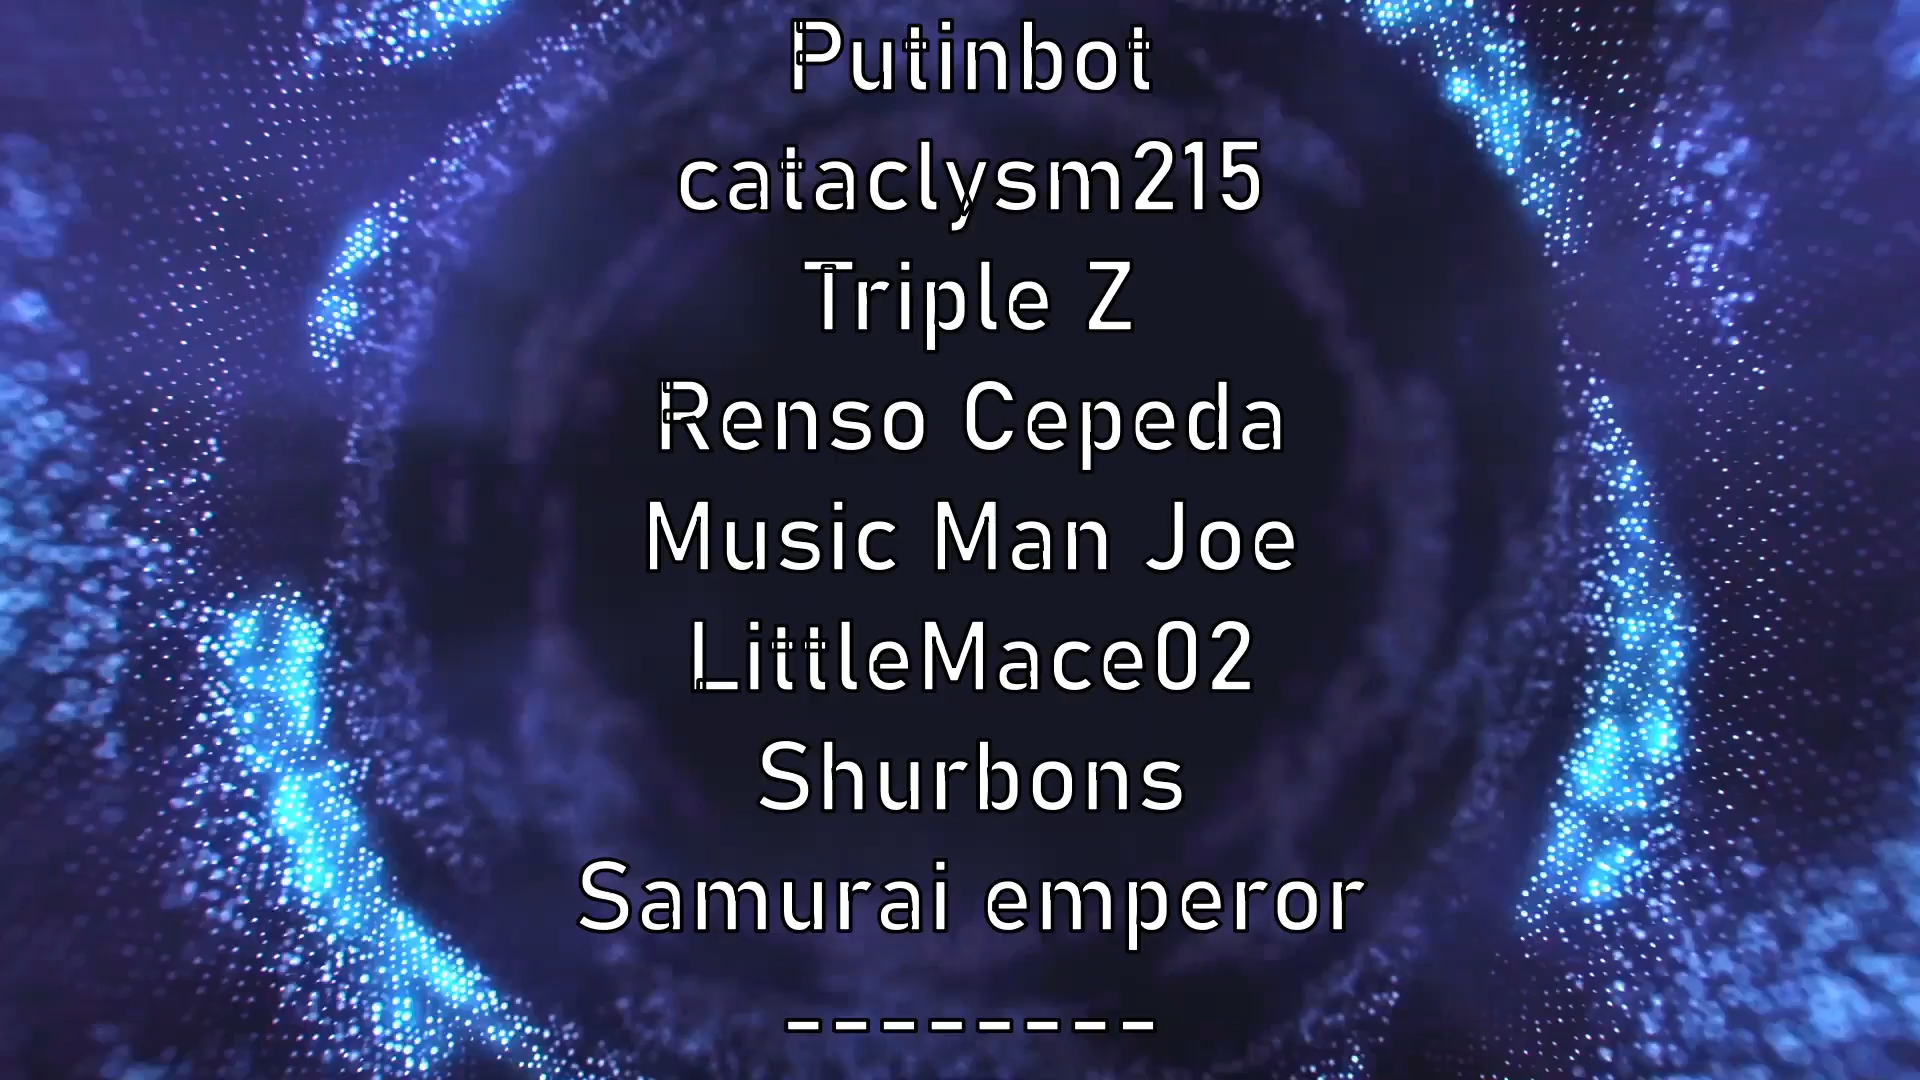 Putinbot
cataclysm215
Triple Z
Renso Cepeda
Music Man Joe
LittleMace02
Shurbons
Samurai emperor
--------